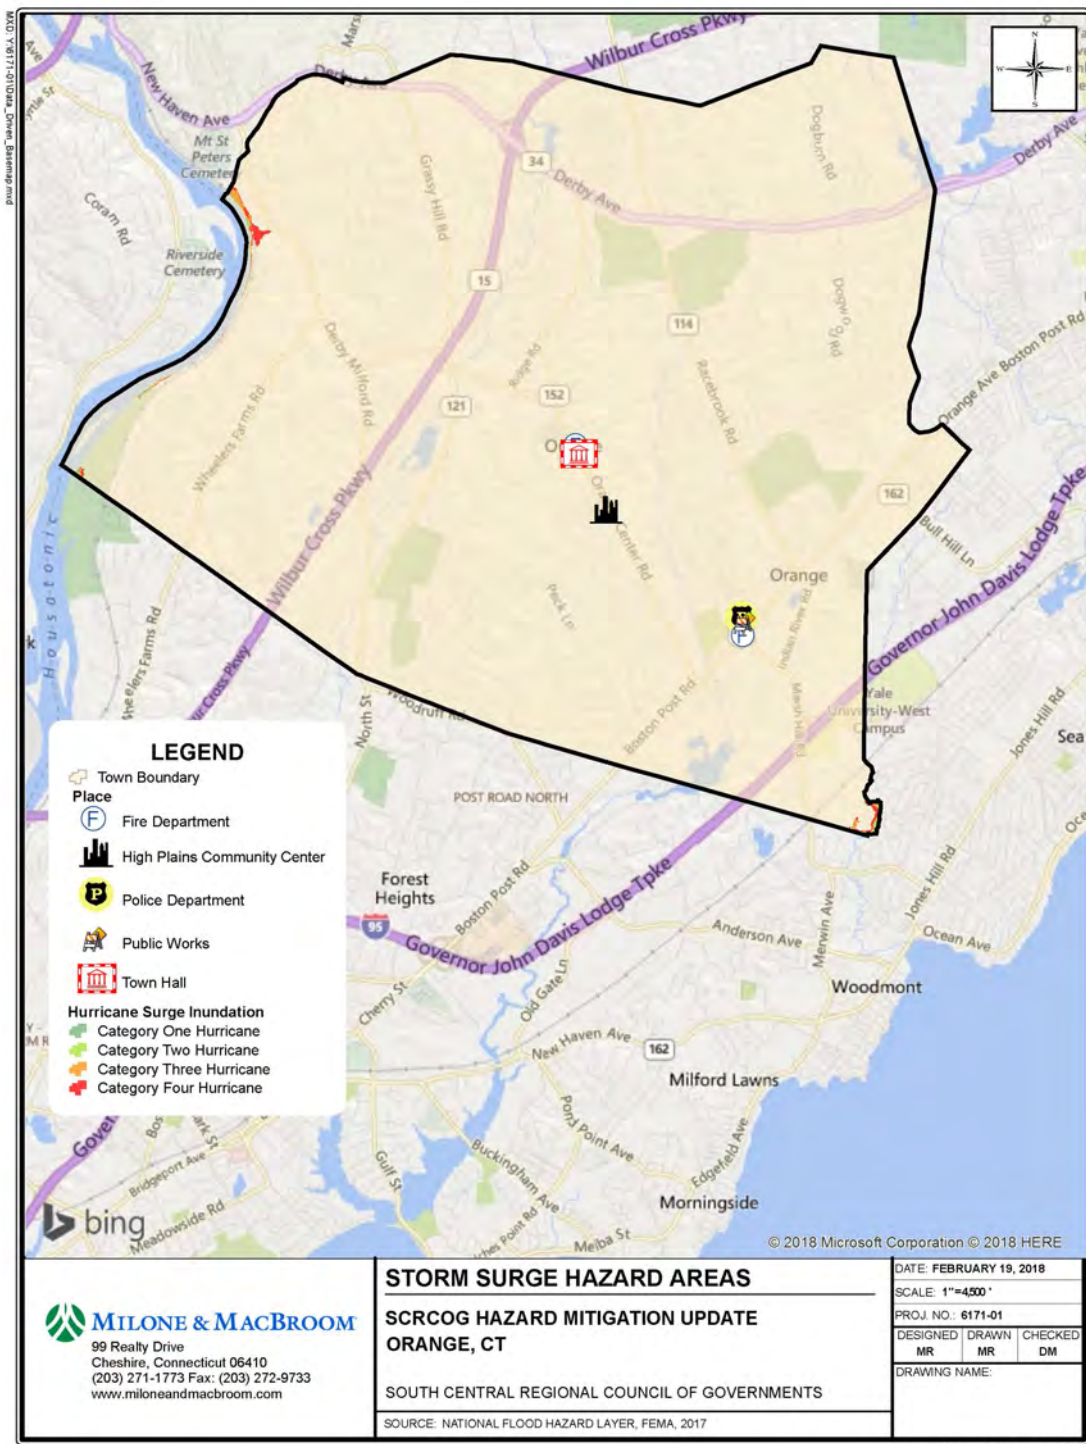 MXD: Y:\6171-01\Data_Driven_Basemap.mxd
Wilbur Cross Pkwy
N
W E
S
New Haven Ave
Derby Ave
Mt St
Peters
Cemetery
Coram Rd
Riverside
Cemetery
Grassy Hill Rd
34
Derby Ave
Dogburn Rd
Derby Ave
15
114
Derby Milford Rd
Ridge Rd
152
121
Racebrook Rd
Orange Ave Boston Post Rd
Wheelers Farms Rd
Wilbur Cross Pkwy
F
Orange Center Rd
162
Bull Hill Ln
Housatonic
Peck Ln
Orange
Indian River Rd
P
F
Governor John Davis Lodge Tpke
Wheelers Farms Rd
Wilbur Cross Pkwy
North St
Woodruff Rd
Boston Post Rd
Marsh Hill Rd
Yale
University-West
Campus
Jones Hill Rd
Sea
POST ROAD NORTH
LEGEND
Town Boundary
Place
F Fire Department
High Plains Community Center
P Police Department
Public Works
Town Hall
Hurricane Surge Inundation
Category One Hurricane
Category Two Hurricane
Category Three Hurricane
Category Four Hurricane
Forest
Heights
Boston Post Rd
95
Governor John Davis Lodge Tpke
Anderson Ave
Merwin Ave
Jones Hill Rd
Ocean Ave
Woodmont
Cherry St
Old Gate Ln
New Haven Ave
162
Milford Lawns
Pond Point Ave
Edgefield Ave
Buckingham Ave
Gulf St
Bridgeport Ave
Meadowside Rd
Morningside
Melba St
bing
© 2018 Microsoft Corporation © 2018 HERE
MILONE & MACBROOM
99 Realty Drive
Cheshire, Connecticut 06410
(203) 271-1773 Fax: (203) 272-9733
www.miloneandmacbroom.com
STORM SURGE HAZARD AREAS
SCRCOG HAZARD MITIGATION UPDATE
ORANGE, CT
SOUTH CENTRAL REGIONAL COUNCIL OF GOVERNMENTS
SOURCE: NATIONAL FLOOD HAZARD LAYER, FEMA, 2017
DATE: FEBRUARY 19, 2018
SCALE: 1"=4,500 '
PROJ. NO.: 6171-01
DESIGNED DRAWN CHECKED
MR MR DM
DRAWING NAME: